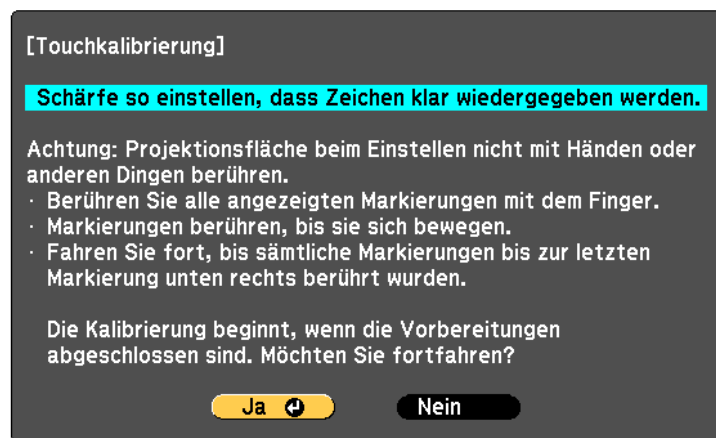 [Touchkalibrierung]
Schärfe so einstellen, dass Zeichen klar wiedergegeben werden.
Achtung: Projektionsfläche beim Einstellen nicht mit Händen oder
anderen Dingen berühren.
· Berühren Sie alle angezeigten Markierungen mit dem Finger.
· Markierungen berühren, bis sie sich bewegen.
· Fahren Sie fort, bis sämtliche Markierungen bis zur letzten
Markierung unten rechts berührt wurden.
Die Kalibrierung beginnt, wenn die Vorbereitungen
abgeschlossen sind. Möchten Sie fortfahren?
Ja Nein